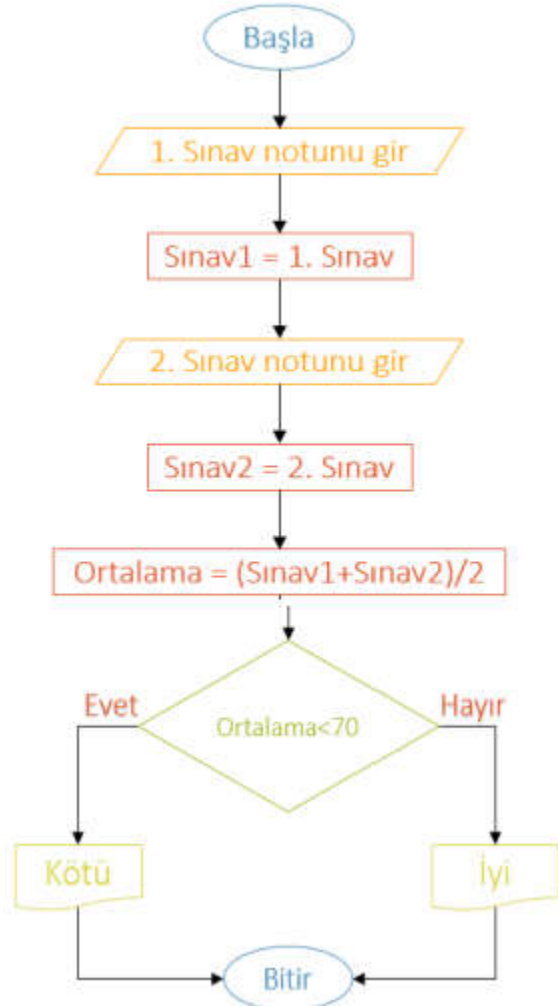 Başla
1. Sınav notunu gir
Sınav1 = 1. Sınav
2. Sınav notunu gir
Sınav2 = 2. Sınav
Ortalama = (Sınav1+Sınav2)/2
Evet
Ortalama<70
Hayır
Kötü
İyi
Bitir